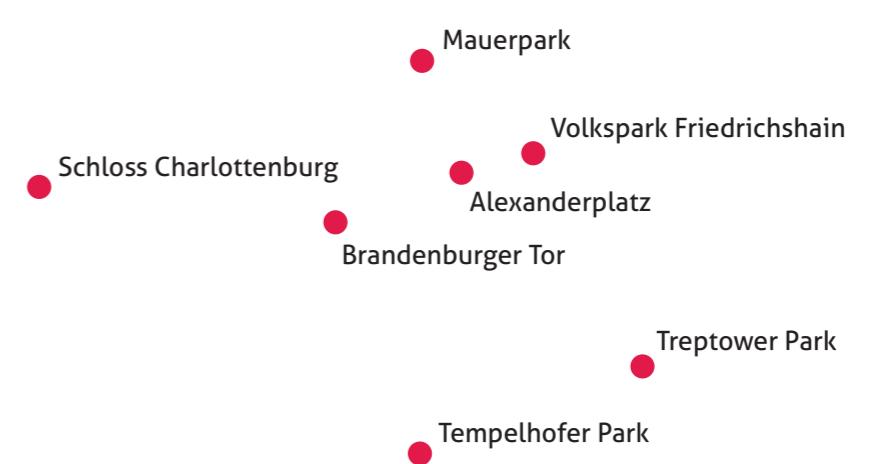 Mauerpark
Volkspark Friedrichshain
Schloss Charlottenburg
Alexanderplatz
Brandenburger Tor
Treptower Park
Tempelhofer Park